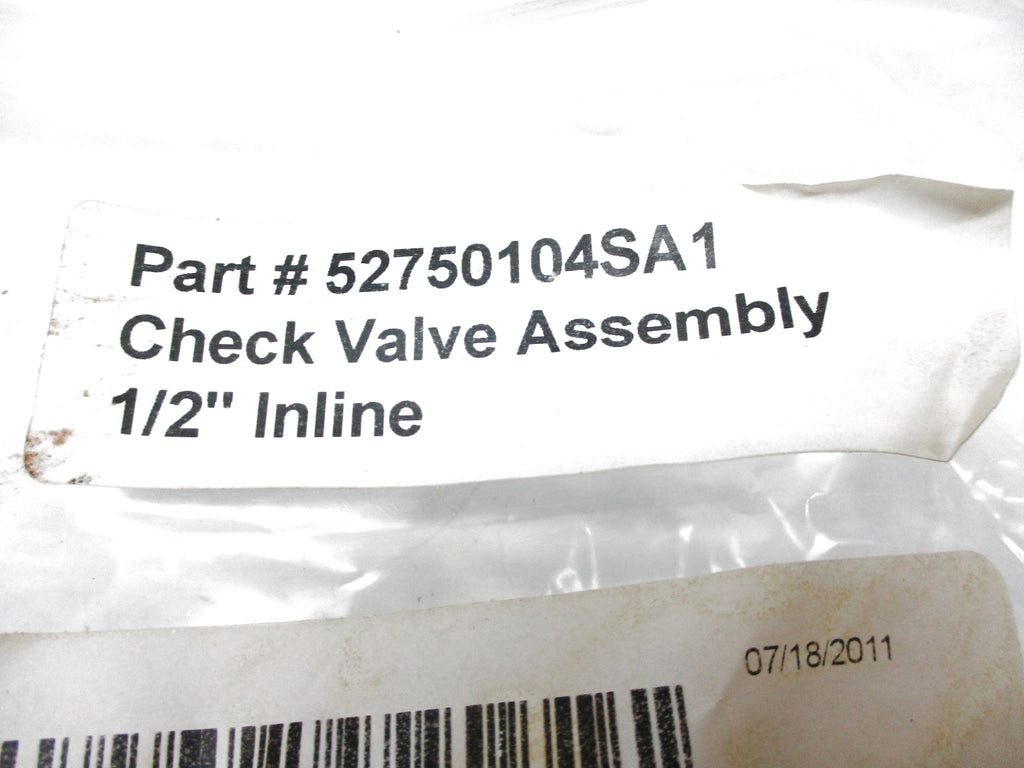 Part # 52750104SA1
Check Valve Assembly
1/2" Inline
07/18/2011